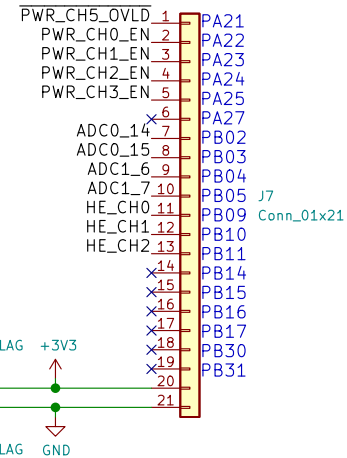 PWR_CH5_OVLD 1 PA21
PWR_CH0_EN 2 PA22
PWR_CH1_EN 3 PA23
PWR_CH2_EN 4 PA24
PWR_CH3_EN 5 PA25
6 PA27
ADC0_14 7 PB02
ADC0_15 8 PB03
ADC1_6 9 PB04
ADC1_7 10 PB05
J7
HE_CH0 11 PB09
Conn_01x21
HE_CH1 12 PB10
HE_CH2 13 PB11
14 PB14
15 PB15
16 PB16
17 PB17
18 PB30
LAG +3V3
19 PB31
20
21
LAG GND